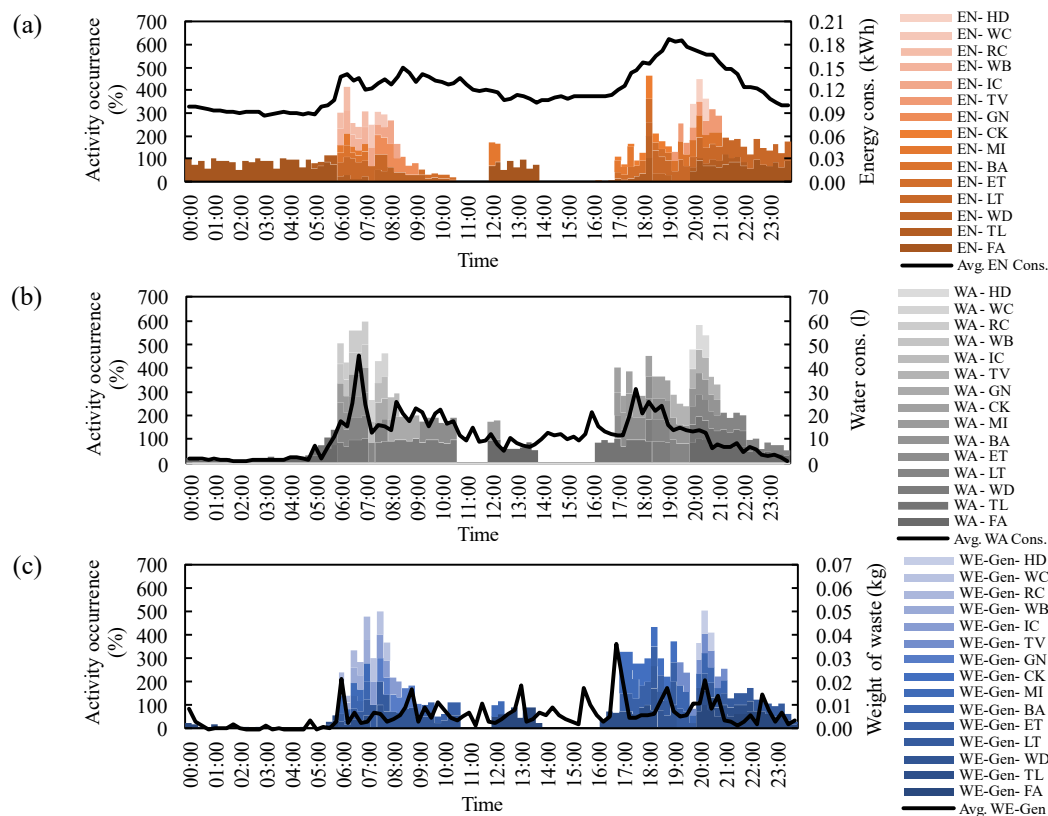 (a)
Activity occurrence
(%)
700
600
500
400
300
200
100
0
0.21
0.18
0.15
0.12
0.09
0.06
0.03
0.00
Energy cons. (kWh)
00:00
01:00
02:00
03:00
04:00
05:00
06:00
07:00
08:00
09:00
10:00
11:00
12:00
13:00
14:00
15:00
16:00
17:00
18:00
19:00
20:00
21:00
22:00
23:00
Time
EN- HD
EN- WC
EN- RC
EN- WB
EN- IC
EN- TV
EN- GN
EN- CK
EN- MI
EN- BA
EN- ET
EN- LT
EN- WD
EN- TL
EN- FA
Avg. EN Cons.
(b)
Activity occurrence
(%)
700
600
500
400
300
200
100
0
70
60
50
40
30
20
10
0
Water cons. (l)
00:00
01:00
02:00
03:00
04:00
05:00
06:00
07:00
08:00
09:00
10:00
11:00
12:00
13:00
14:00
15:00
16:00
17:00
18:00
19:00
20:00
21:00
22:00
23:00
Time
WA - HD
WA - WC
WA - RC
WA - WB
WA - IC
WA - TV
WA - GN
WA - CK
WA - MI
WA - BA
WA - ET
WA - LT
WA - WD
WA - TL
WA - FA
Avg. WA Cons.
(c)
Activity occurrence
(%)
700
600
500
400
300
200
100
0
0.07
0.06
0.05
0.04
0.03
0.02
0.01
0.00
Weight of waste (kg)
00:00
01:00
02:00
03:00
04:00
05:00
06:00
07:00
08:00
09:00
10:00
11:00
12:00
13:00
14:00
15:00
16:00
17:00
18:00
19:00
20:00
21:00
22:00
23:00
Time
WE-Gen- HD
WE-Gen- WC
WE-Gen- RC
WE-Gen- WB
WE-Gen- IC
WE-Gen- TV
WE-Gen- GN
WE-Gen- CK
WE-Gen- MI
WE-Gen- BA
WE-Gen- ET
WE-Gen- LT
WE-Gen- WD
WE-Gen- TL
WE-Gen- FA
Avg. WE-Gen